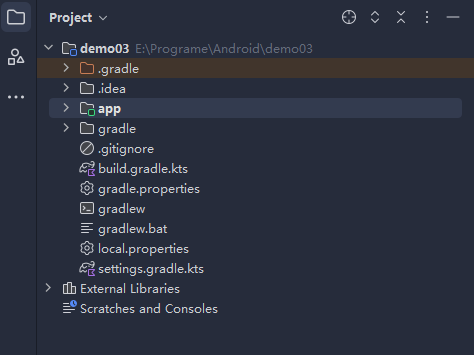 Project
demo03 E:\Programe\Android\demo03
.gradle
.idea
app
gradle
.gitignore
build.gradle.kts
gradle.properties
gradlew
gradlew.bat
local.properties
settings.gradle.kts
External Libraries
Scratches and Consoles